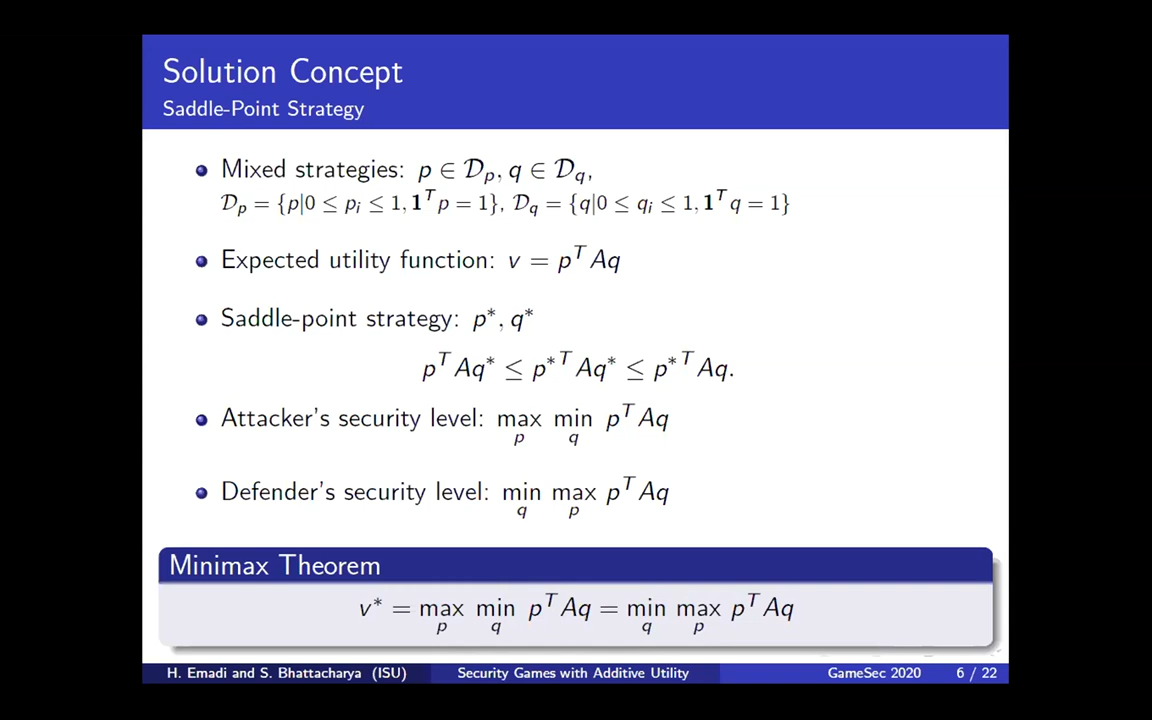 Solution Concept
Saddle-Point Strategy
Mixed strategies: p ∈ 𝒟ₚ, q ∈ 𝒟_q,
𝒟ₚ = {p|0 ≤ pᵢ ≤ 1, 𝟏ᵀp = 1}, 𝒟_q = {q|0 ≤ qᵢ ≤ 1, 𝟏ᵀq = 1}
Expected utility function: v = pᵀAq
Saddle-point strategy: p*, q*
pᵀAq* ≤ p*ᵀAq* ≤ p*ᵀAq.
Attacker's security level: max min pᵀAq
p q
Defender's security level: min max pᵀAq
q p
Minimax Theorem
v* = max min pᵀAq = min max pᵀAq
p q q p
H. Emadi and S. Bhattacharya (ISU) Security Games with Additive Utility GameSec 2020 6 / 22